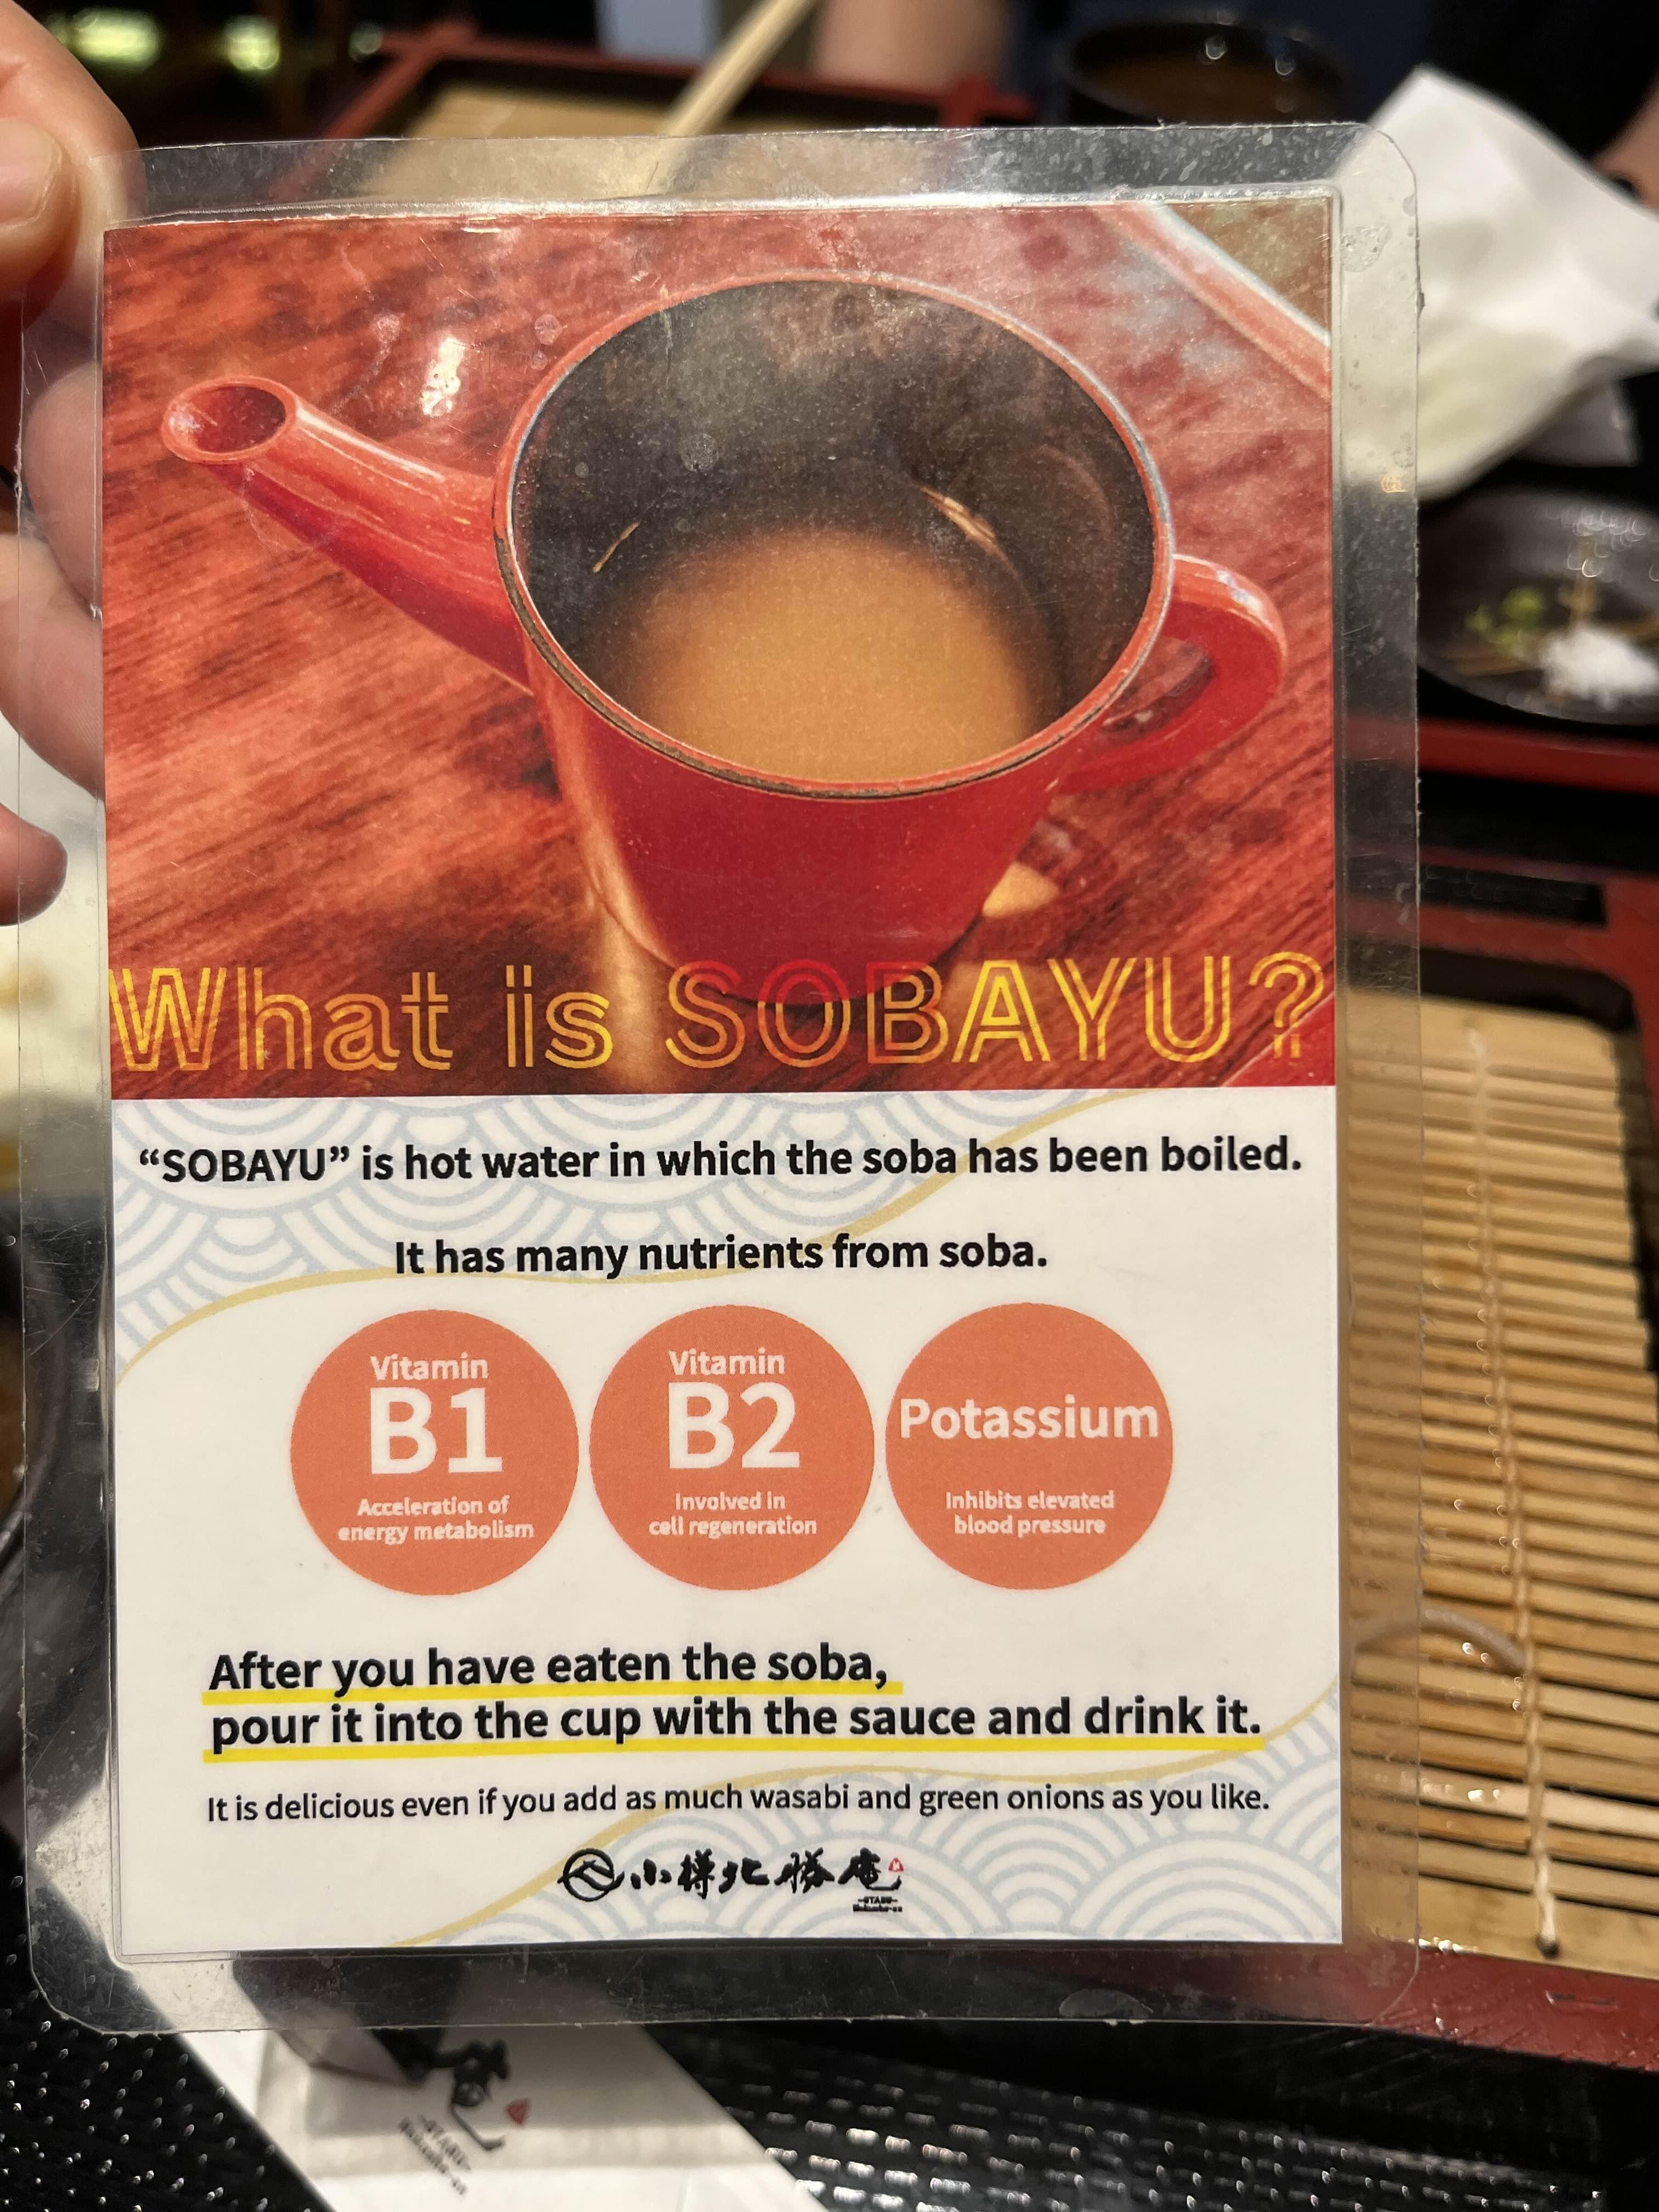 What is SOBAYU?
“SOBAYU” is hot water in which the soba has been boiled.
It has many nutrients from soba.
Vitamin
B1
Acceleration of
energy metabolism
Vitamin
B2
Involved in
cell regeneration
Potassium
Inhibits elevated
blood pressure
After you have eaten the soba,
pour it into the cup with the sauce and drink it.
It is delicious even if you add as much wasabi and green onions as you like.
小樽北勝庵